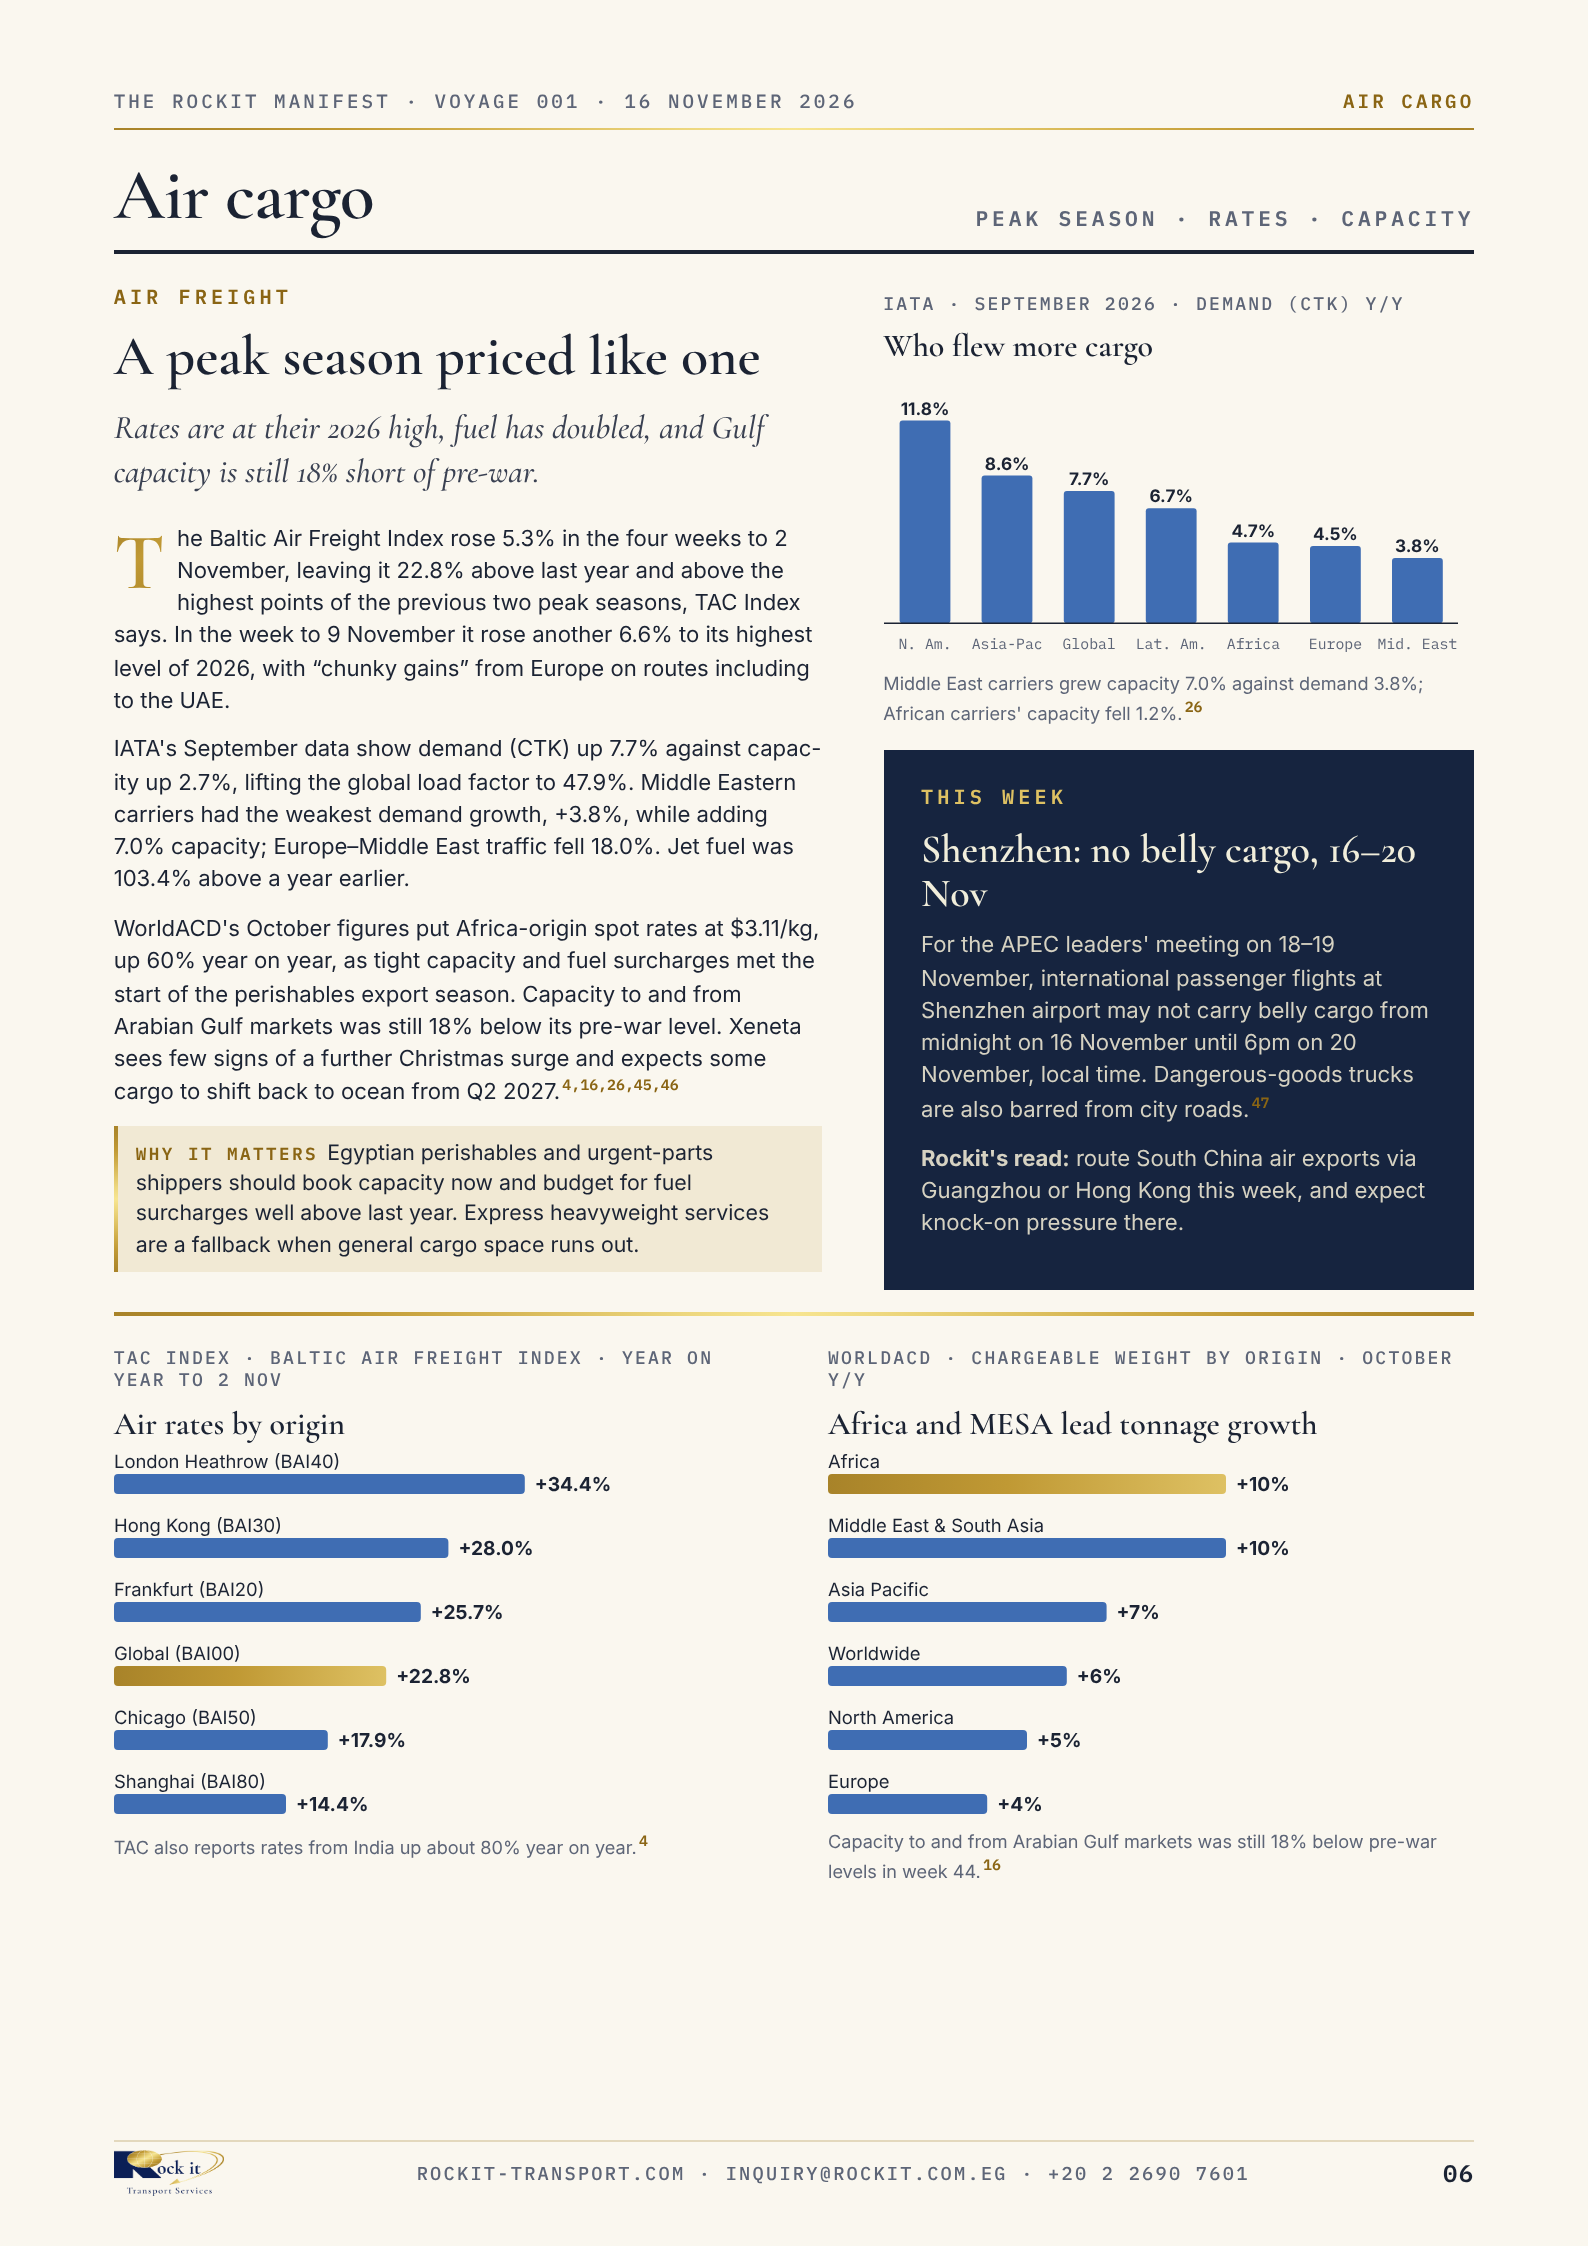 THE ROCKIT MANIFEST · VOYAGE 001 · 16 NOVEMBER 2026
AIR CARGO
Air cargo
PEAK SEASON · RATES · CAPACITY
AIR FREIGHT
A peak season priced like one
Rates are at their 2026 high, fuel has doubled, and Gulf
capacity is still 18% short of pre-war.
The Baltic Air Freight Index rose 5.3% in the four weeks to 2
November, leaving it 22.8% above last year and above the
highest points of the previous two peak seasons, TAC Index
says. In the week to 9 November it rose another 6.6% to its highest
level of 2026, with “chunky gains” from Europe on routes including
to the UAE.
IATA's September data show demand (CTK) up 7.7% against capac-
ity up 2.7%, lifting the global load factor to 47.9%. Middle Eastern
carriers had the weakest demand growth, +3.8%, while adding
7.0% capacity; Europe–Middle East traffic fell 18.0%. Jet fuel was
103.4% above a year earlier.
WorldACD's October figures put Africa-origin spot rates at $3.11/kg,
up 60% year on year, as tight capacity and fuel surcharges met the
start of the perishables export season. Capacity to and from
Arabian Gulf markets was still 18% below its pre-war level. Xeneta
sees few signs of a further Christmas surge and expects some
cargo to shift back to ocean from Q2 2027.4,16,26,45,46
WHY IT MATTERS Egyptian perishables and urgent-parts
shippers should book capacity now and budget for fuel
surcharges well above last year. Express heavyweight services
are a fallback when general cargo space runs out.
IATA · SEPTEMBER 2026 · DEMAND (CTK) Y/Y
Who flew more cargo
11.8%
8.6%
7.7%
6.7%
4.7%
4.5%
3.8%
N. Am.
Asia-Pac
Global
Lat. Am.
Africa
Europe
Mid. East
Middle East carriers grew capacity 7.0% against demand 3.8%;
African carriers' capacity fell 1.2%.26
THIS WEEK
Shenzhen: no belly cargo, 16–20
Nov
For the APEC leaders' meeting on 18–19
November, international passenger flights at
Shenzhen airport may not carry belly cargo from
midnight on 16 November until 6pm on 20
November, local time. Dangerous-goods trucks
are also barred from city roads.47
Rockit's read: route South China air exports via
Guangzhou or Hong Kong this week, and expect
knock-on pressure there.
TAC INDEX · BALTIC AIR FREIGHT INDEX · YEAR ON
YEAR TO 2 NOV
Air rates by origin
London Heathrow (BAI40)
+34.4%
Hong Kong (BAI30)
+28.0%
Frankfurt (BAI20)
+25.7%
Global (BAI00)
+22.8%
Chicago (BAI50)
+17.9%
Shanghai (BAI80)
+14.4%
TAC also reports rates from India up about 80% year on year.4
WORLDACD · CHARGEABLE WEIGHT BY ORIGIN · OCTOBER
Y/Y
Africa and MESA lead tonnage growth
Africa
+10%
Middle East & South Asia
+10%
Asia Pacific
+7%
Worldwide
+6%
North America
+5%
Europe
+4%
Capacity to and from Arabian Gulf markets was still 18% below pre-war
levels in week 44.16
Rock it
Transport Services
ROCKIT-TRANSPORT.COM · INQUIRY@ROCKIT.COM.EG · +20 2 2690 7601
06